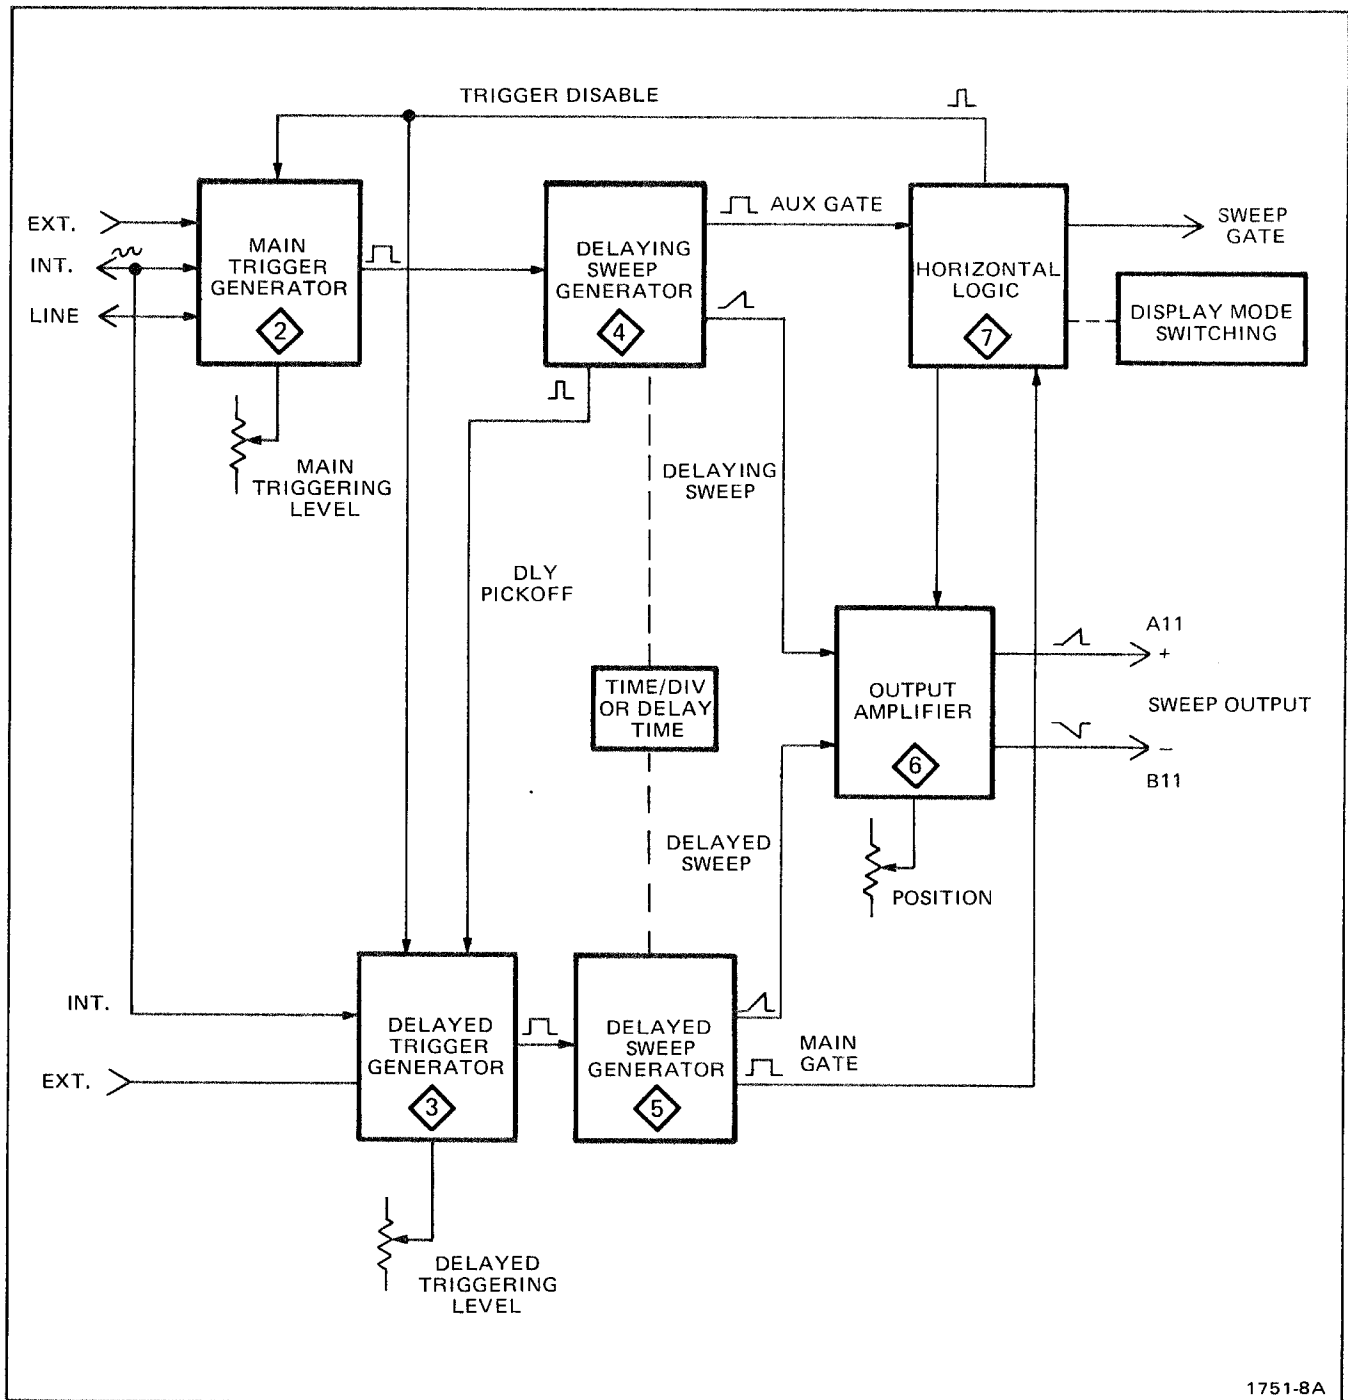 TRIGGER DISABLE
EXT.
INT.
LINE
MAIN
TRIGGER
GENERATOR
2
DELAYING
SWEEP
GENERATOR
4
AUX GATE
HORIZONTAL
LOGIC
7
SWEEP
GATE
DISPLAY MODE
SWITCHING
MAIN
TRIGGERING
LEVEL
DELAYING
SWEEP
DLY
PICKOFF
TIME/DIV
OR DELAY
TIME
OUTPUT
AMPLIFIER
6
A11
+
SWEEP OUTPUT
–
B11
DELAYED
SWEEP
POSITION
INT.
EXT.
DELAYED
TRIGGER
GENERATOR
3
DELAYED
SWEEP
GENERATOR
5
MAIN
GATE
DELAYED
TRIGGERING
LEVEL
1751-8A